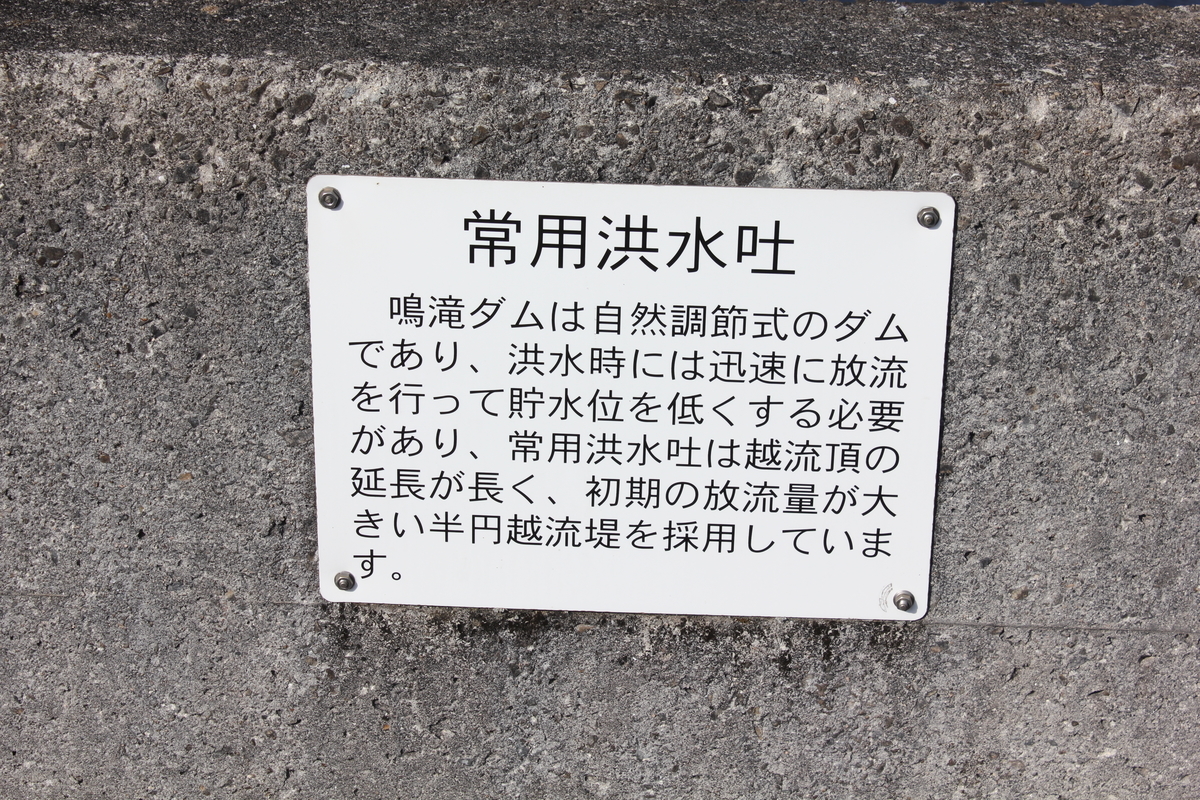 常用洪水吐
鳴滝ダムは自然調節式のダム
であり、洪水時には迅速に放流
を行って貯水位を低くする必要
があり、常用洪水吐は越流頂の
延長が長く、初期の放流量が大
きい半円越流堤を採用していま
す。